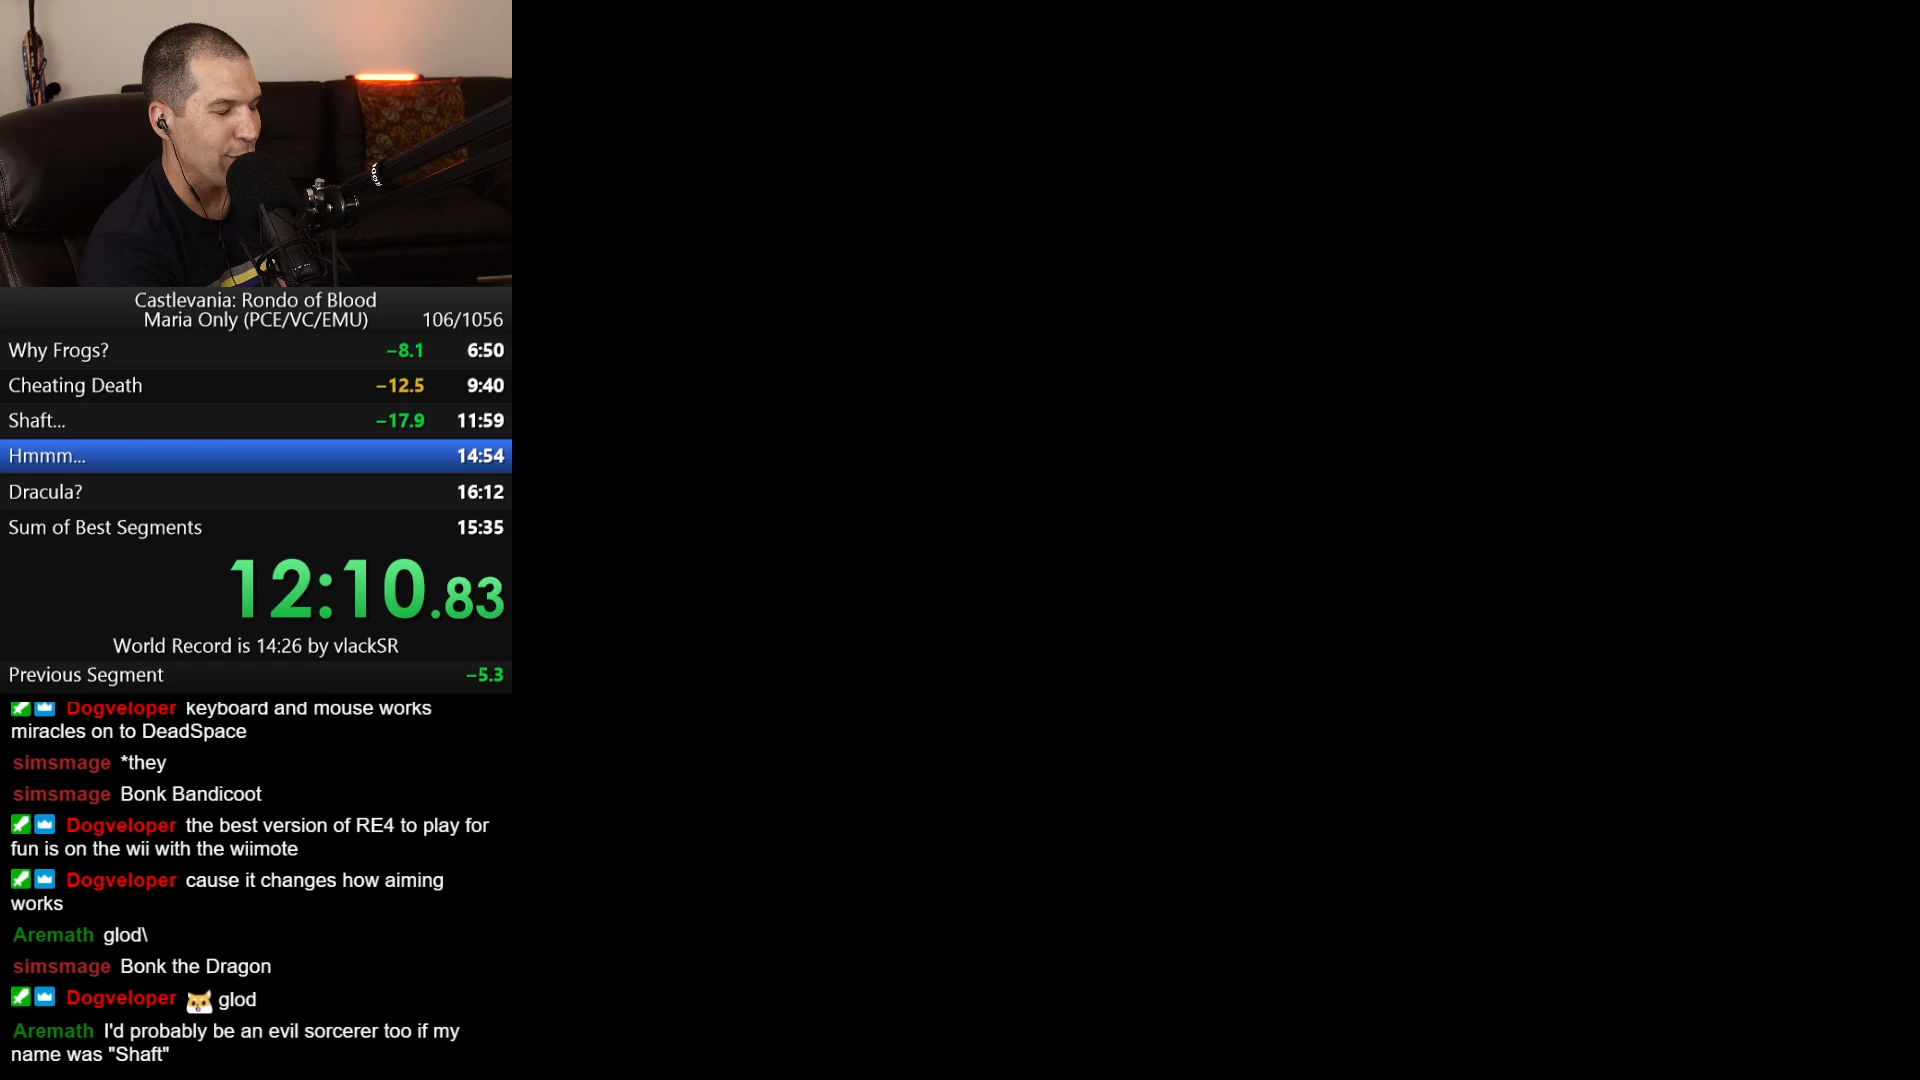 Castlevania: Rondo of Blood
Maria Only (PCE/VC/EMU) 106/1056
Why Frogs? −8.1 6:50
Cheating Death −12.5 9:40
Shaft... −17.9 11:59
Hmmm... 14:54
Dracula? 16:12
Sum of Best Segments 15:35
12:10.83
World Record is 14:26 by vlackSR
Previous Segment −5.3
Dogveloper keyboard and mouse works
miracles on to DeadSpace
simsmage *they
simsmage Bonk Bandicoot
Dogveloper the best version of RE4 to play for
fun is on the wii with the wiimote
Dogveloper cause it changes how aiming
works
Aremath glod\
simsmage Bonk the Dragon
Dogveloper glod
Aremath I'd probably be an evil sorcerer too if my
name was "Shaft"